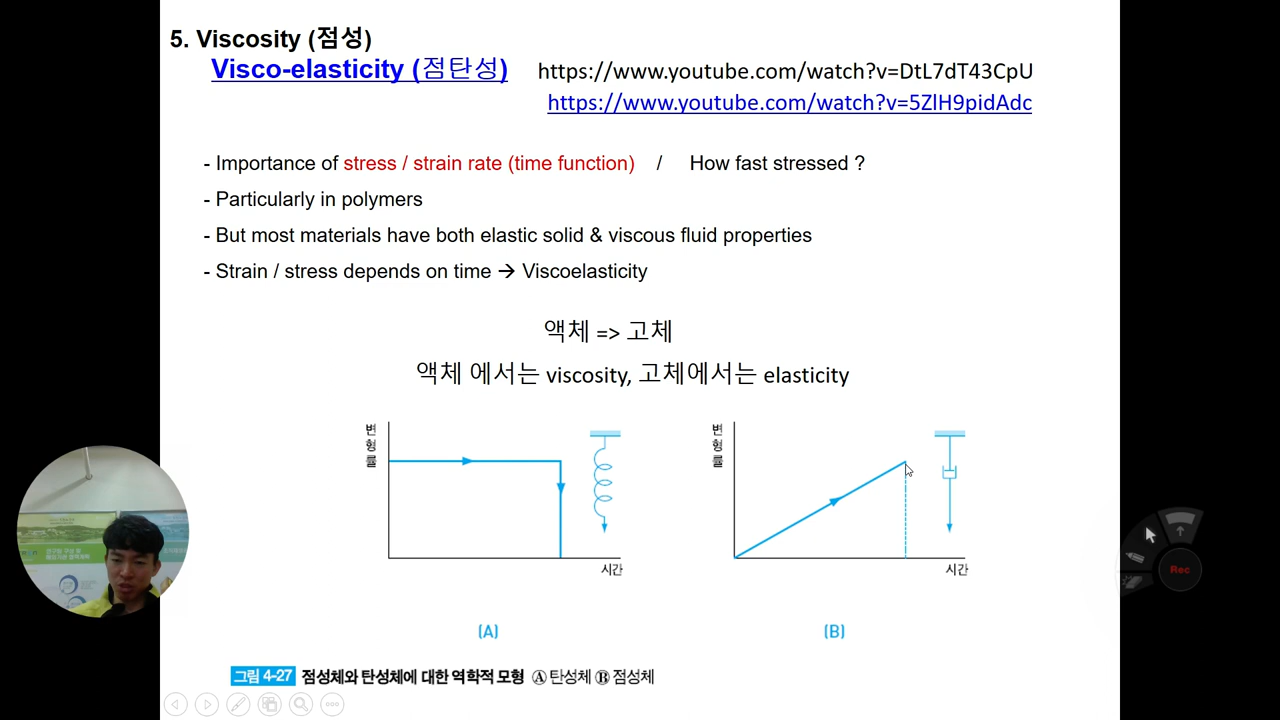 5. Viscosity (점성)
Visco-elasticity (점탄성) https://www.youtube.com/watch?v=DtL7dT43CpU
https://www.youtube.com/watch?v=5ZlH9pidAdc
- Importance of stress / strain rate (time function) / How fast stressed ?
- Particularly in polymers
- But most materials have both elastic solid & viscous fluid properties
- Strain / stress depends on time → Viscoelasticity
액체 => 고체
액체 에서는 viscosity, 고체에서는 elasticity
변형률
시간
(A)
변형률
시간
(B)
그림 4-27 점성체와 탄성체에 대한 역학적 모형 Ⓐ 탄성체 Ⓑ 점성체
Rec